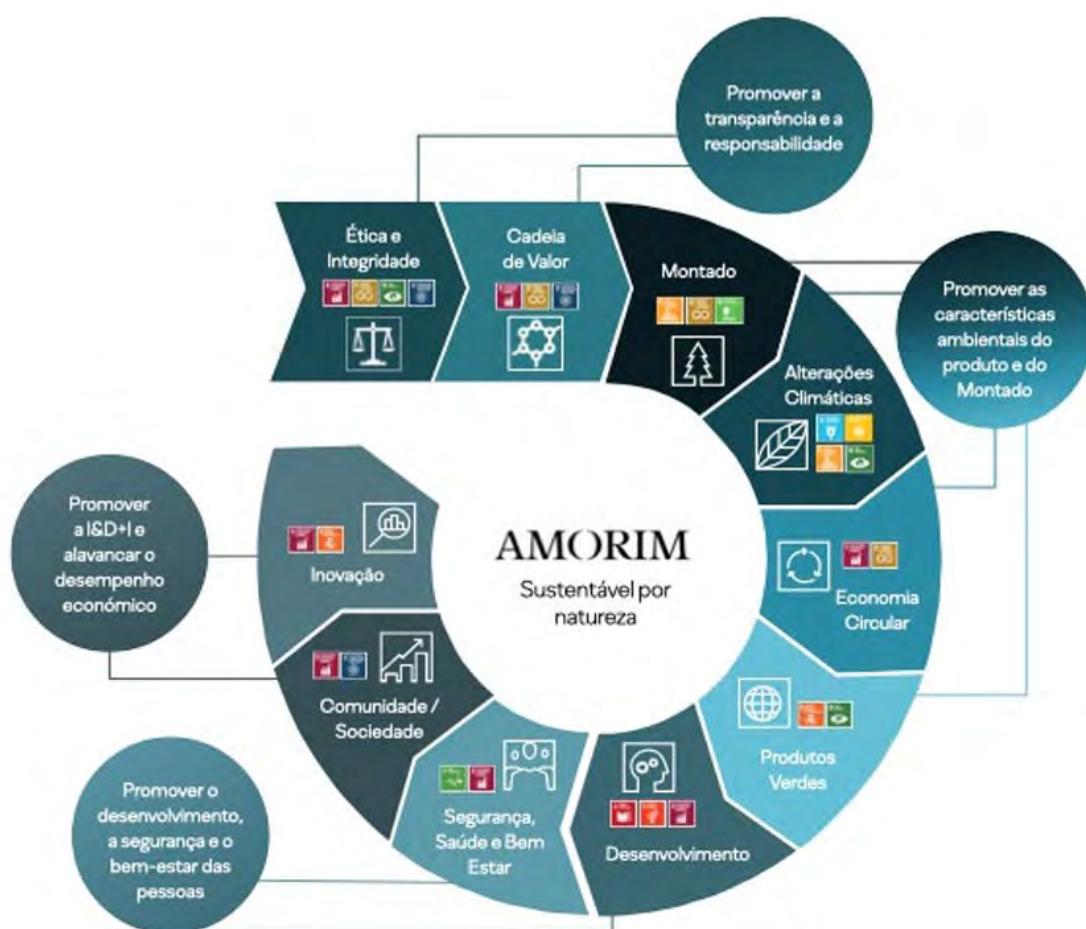 Promover a
transparência e a
responsabilidade
Ética e
Integridade
Cadeia
de Valor
Montado
Promover as
características
ambientais do
produto e do
Montado
Alterações
Climáticas
Promover
a I&D+I e
alavancar o
desempenho
económico
Inovação
AMORIM
Sustentável por
natureza
Economia
Circular
Comunidade /
Sociedade
Produtos
Verdes
Promover o
desenvolvimento,
a segurança e o
bem-estar das
pessoas
Segurança,
Saúde e Bem
Estar
Desenvolvimento